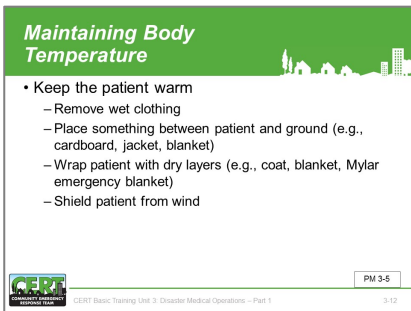 Maintaining Body
Temperature
• Keep the patient warm
– Remove wet clothing
– Place something between patient and ground (e.g.,
cardboard, jacket, blanket)
– Wrap patient with dry layers (e.g., coat, blanket, Mylar
emergency blanket)
– Shield patient from wind
PM 3-5
CERT
COMMUNITY EMERGENCY
RESPONSE TEAM
CERT Basic Training Unit 3: Disaster Medical Operations – Part 1
3-12